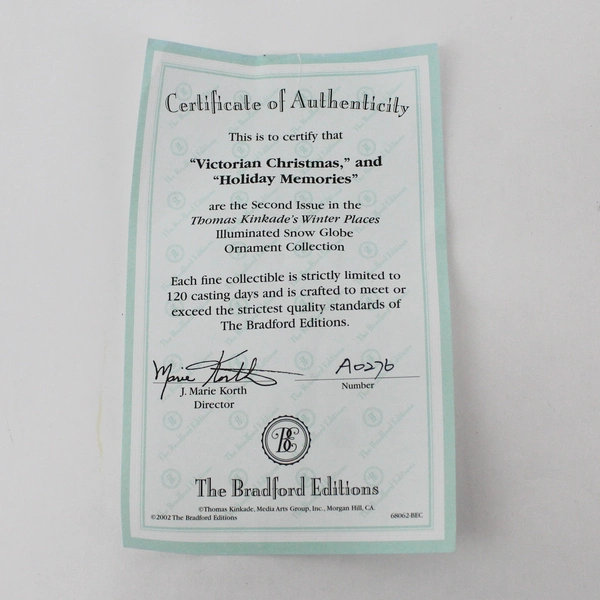 Certificate of Authenticity
This is to certify that
"Victorian Christmas," and
"Holiday Memories"
are the Second Issue in the
Thomas Kinkade's Winter Places
Illuminated Snow Globe
Ornament Collection
Each fine collectible is strictly limited to
120 casting days and is crafted to meet or
exceed the strictest quality standards of
The Bradford Editions.
Marie Korth
A0276
J. Marie Korth
Number
Director
BE
The Bradford Editions
©Thomas Kinkade, Media Arts Group, Inc., Morgan Hill, CA.
©2002 The Bradford Editions
68062-BEC